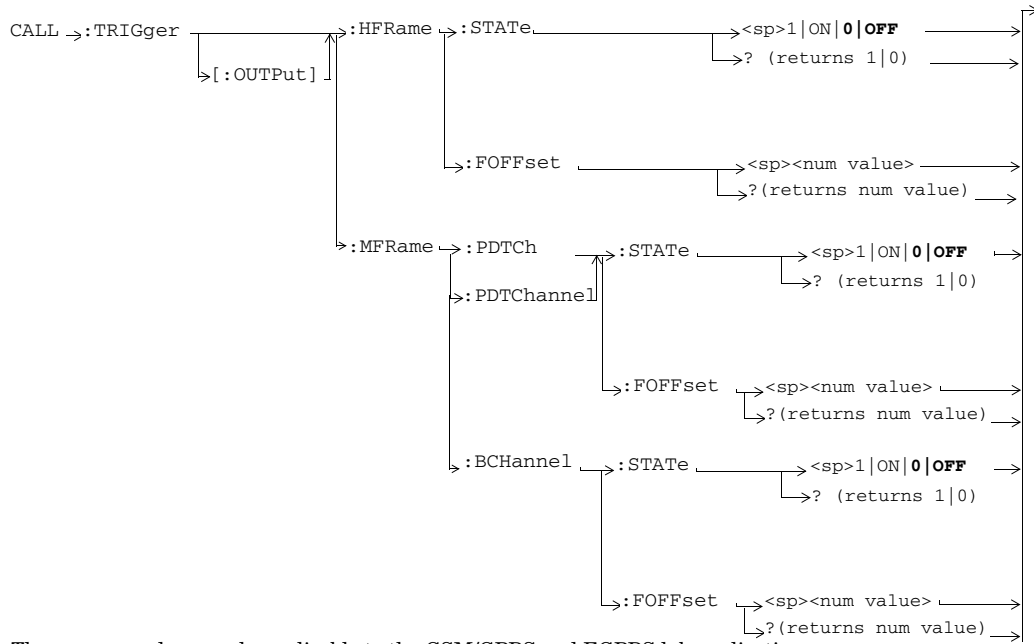 CALL :TRIGger :HFRame :STATe <sp>1|ON|0|OFF
[:OUTPut] ? (returns 1|0)
:FOFFset <sp><num value>
?(returns num value)
:MFRame :PDTCh :STATe <sp>1|ON|0|OFF
:PDTChannel ? (returns 1|0)
:FOFFset <sp><num value>
?(returns num value)
:BCHannel :STATe <sp>1|ON|0|OFF
? (returns 1|0)
:FOFFset <sp><num value>
?(returns num value)